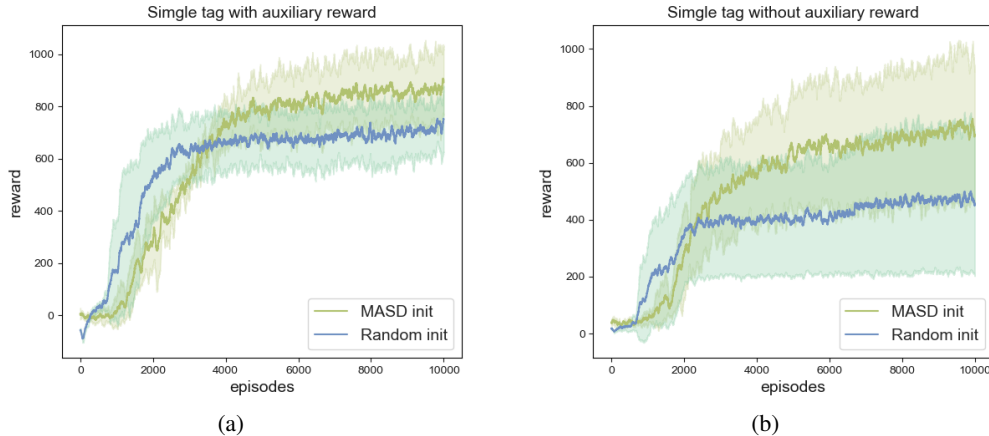 Simgle tag with auxiliary reward
1000
800
600
400
200
0
reward
MASD init
Random init
0
2000
4000
6000
8000
10000
episodes
(a)
Simgle tag without auxiliary reward
1000
800
600
400
200
0
reward
MASD init
Random init
0
2000
4000
6000
8000
10000
episodes
(b)